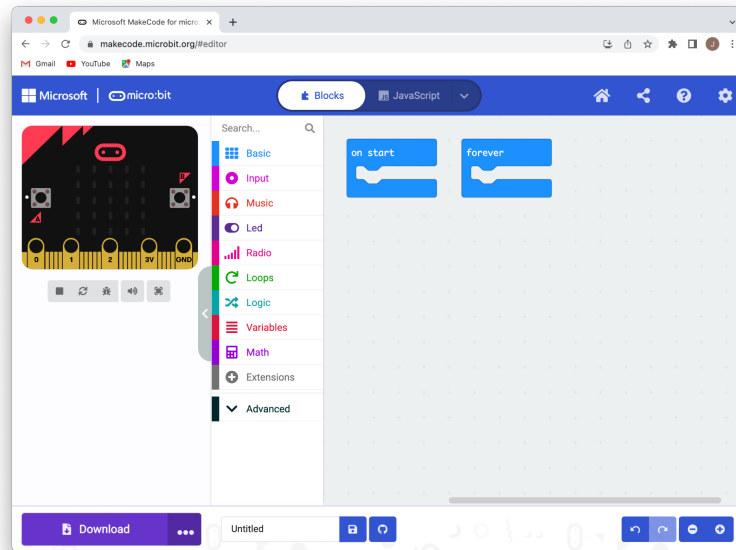 Microsoft MakeCode for micro:
makecode.microbit.org/#editor
J
Gmail YouTube Maps
Microsoft micro:bit Blocks JS JavaScript
Search...
Basic
Input
Music
Led
Radio
Loops
Logic
Variables
Math
Extensions
Advanced
on start forever
B
A
0 1 2 3V GND
Download
Untitled